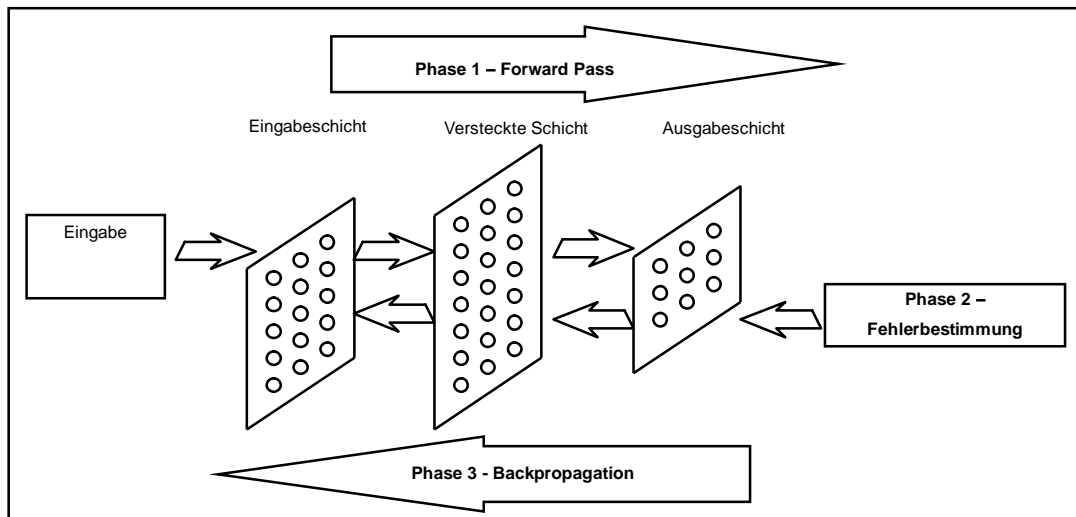 Phase 1 – Forward Pass
Eingabeschicht
Versteckte Schicht
Ausgabeschicht
Eingabe
Phase 2 –
Fehlerbestimmung
Phase 3 - Backpropagation